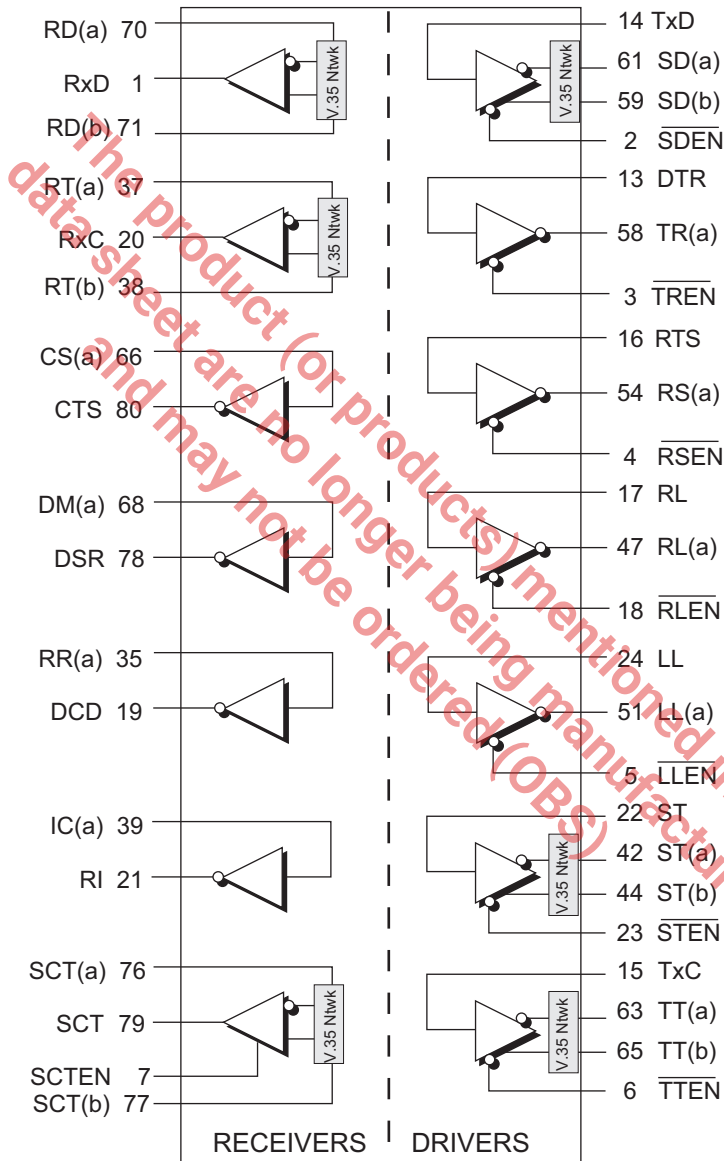 RD(a) 70
RxD 1
RD(b) 71
V.35 Ntwk
RT(a) 37
RxC 20
RT(b) 38
V.35 Ntwk
CS(a) 66
CTS 80
DM(a) 68
DSR 78
RR(a) 35
DCD 19
IC(a) 39
RI 21
SCT(a) 76
SCT 79
SCTEN 7
SCT(b) 77
V.35 Ntwk
RECEIVERS
14 TxD
61 SD(a)
59 SD(b)
2 SDEN
V.35 Ntwk
13 DTR
58 TR(a)
3 TREN
16 RTS
54 RS(a)
4 RSEN
17 RL
47 RL(a)
18 RLEN
24 LL
51 LL(a)
5 LLEN
22 ST
42 ST(a)
44 ST(b)
23 STEN
V.35 Ntwk
15 TxC
63 TT(a)
65 TT(b)
6 TTEN
V.35 Ntwk
DRIVERS
The product (or products) mentioned
data sheet are no longer being manufactur
and may not be ordered (OBS)